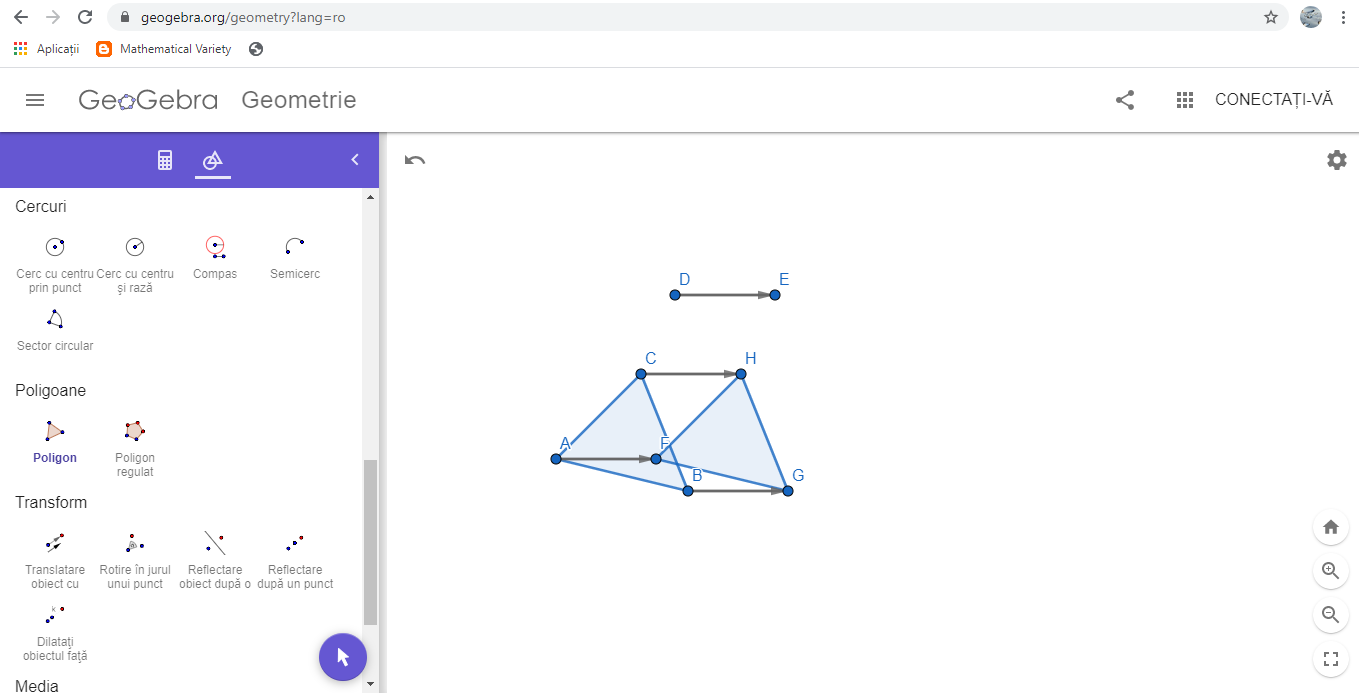 geogebra.org/geometry?lang=ro
Aplicații
Mathematical Variety
GeoGebra Geometrie
CONECTAȚI-VĂ
Cercuri
Cerc cu centru
prin punct
Cerc cu centru
și rază
Compas
Semicerc
Sector circular
Poligoane
Poligon
Poligon
regulat
Transform
Translatare
obiect cu
Rotire în jurul
unui punct
Reflectare
obiect după o
Reflectare
după un punct
Dilatați
obiectul față
Media
D
E
C
H
A
F
B
G